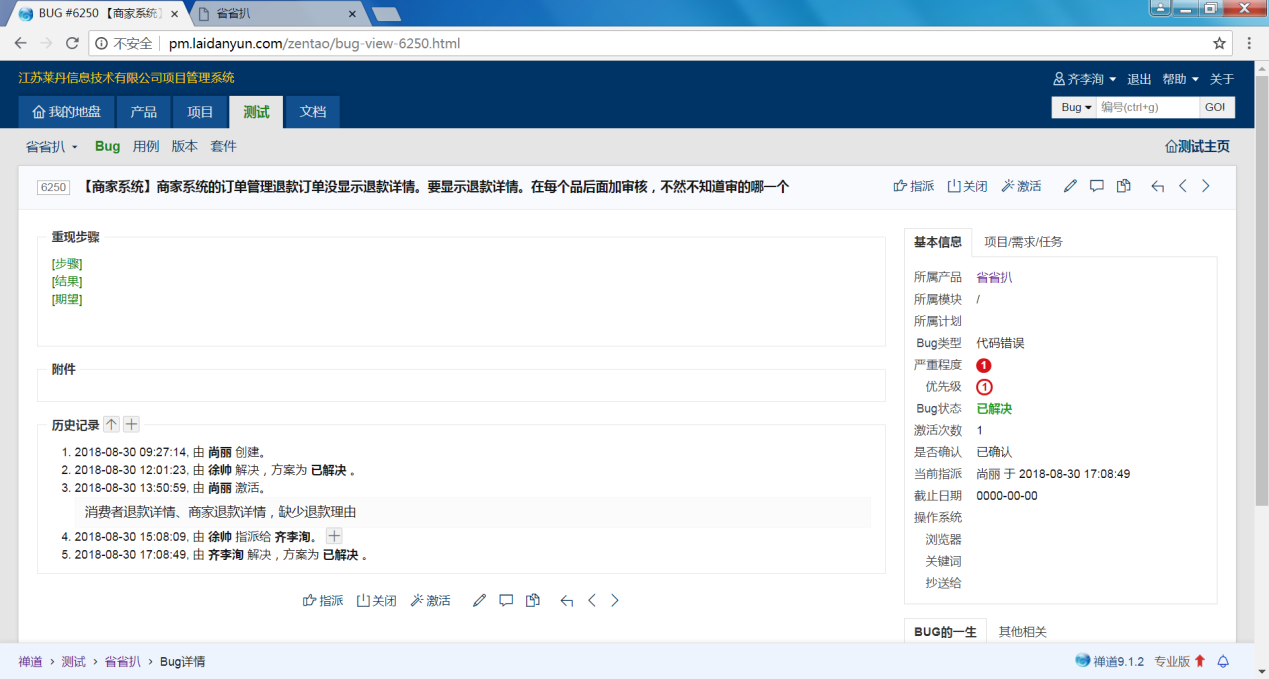 BUG #6250 【商家系统】
省省扒
不安全 pm.laidanyun.com/zentao/bug-view-6250.html
江苏莱丹信息技术有限公司项目管理系统
齐李洵 退出 帮助 关于
我的地盘 产品 项目 测试 文档
Bug 编号(ctrl+g) GO!
省省扒 Bug 用例 版本 套件
测试主页
6250 【商家系统】商家系统的订单管理退款订单没显示退款详情。要显示退款详情。在每个品后面加审核，不然不知道审的哪一个
指派 关闭 激活
重现步骤
[步骤]
[结果]
[期望]
附件
历史记录
1. 2018-08-30 09:27:14, 由 尚丽 创建。
2. 2018-08-30 12:01:23, 由 徐帅 解决，方案为 已解决 。
3. 2018-08-30 13:50:59, 由 尚丽 激活。
消费者退款详情、商家退款详情，缺少退款理由
4. 2018-08-30 15:08:09, 由 徐帅 指派给 齐李洵。
5. 2018-08-30 17:08:49, 由 齐李洵 解决，方案为 已解决 。
指派 关闭 激活
基本信息 项目/需求/任务
所属产品 省省扒
所属模块 /
所属计划
Bug类型 代码错误
严重程度 1
优先级 1
Bug状态 已解决
激活次数 1
是否确认 已确认
当前指派 尚丽 于 2018-08-30 17:08:49
截止日期 0000-00-00
操作系统
浏览器
关键词
抄送给
BUG的一生 其他相关
禅道 › 测试 › 省省扒 › Bug详情
禅道9.1.2 专业版